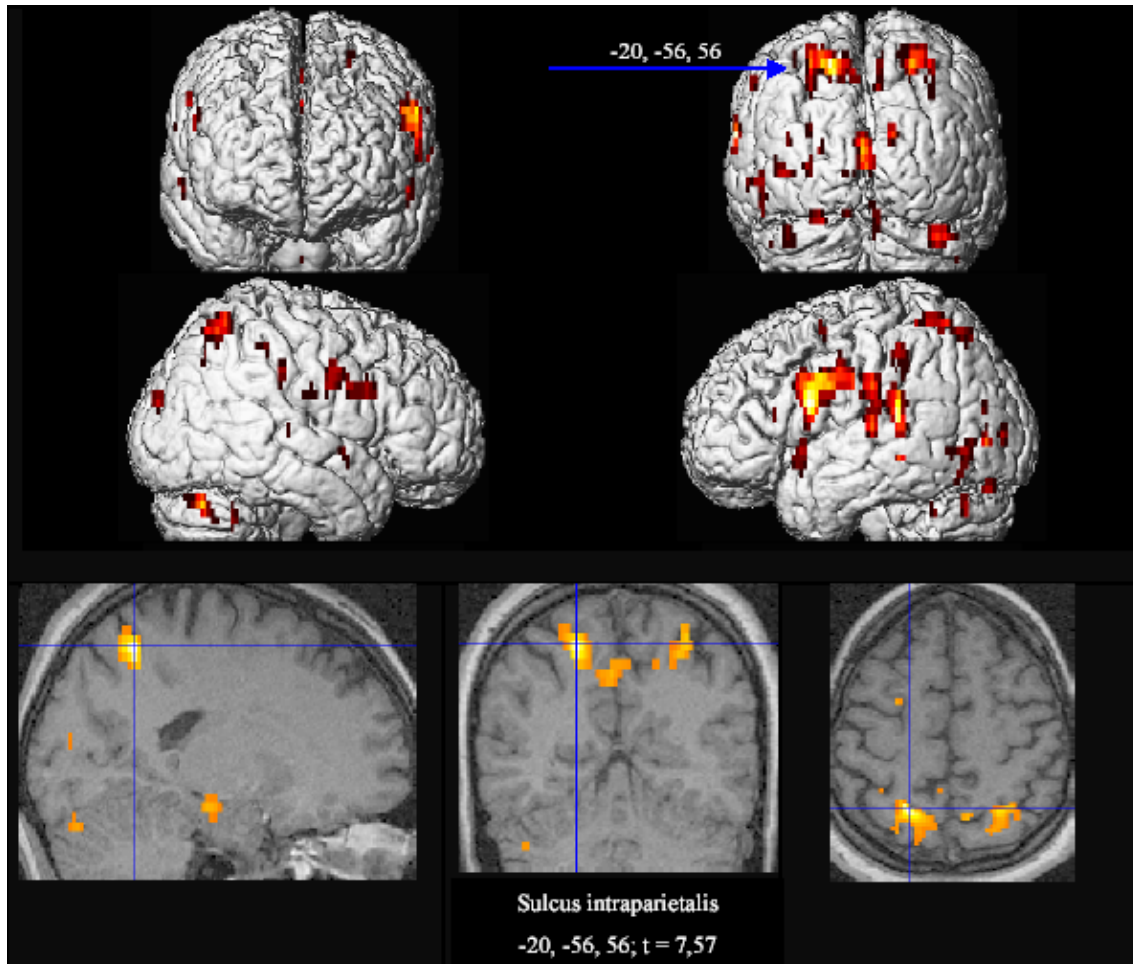 -20, -56, 56
Sulcus intraparietalis
-20, -56, 56; t = 7,57